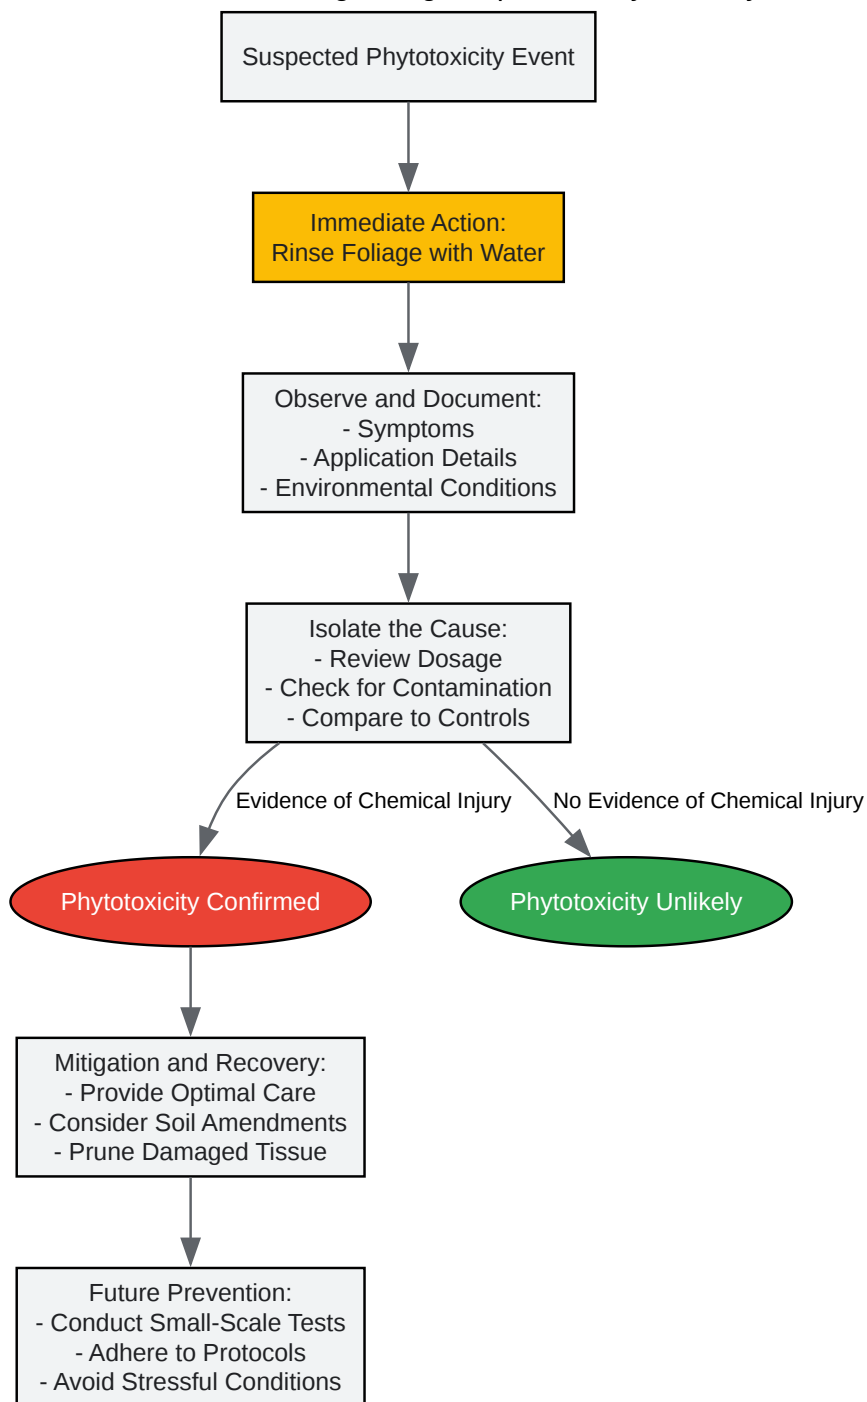 Suspected Phytotoxicity Event
Immediate Action:
Rinse Foliage with Water
Observe and Document:
- Symptoms
- Application Details
- Environmental Conditions
Isolate the Cause:
- Review Dosage
- Check for Contamination
- Compare to Controls
Evidence of Chemical Injury
No Evidence of Chemical Injury
Phytotoxicity Confirmed
Phytotoxicity Unlikely
Mitigation and Recovery:
- Provide Optimal Care
- Consider Soil Amendments
- Prune Damaged Tissue
Future Prevention:
- Conduct Small-Scale Tests
- Adhere to Protocols
- Avoid Stressful Conditions